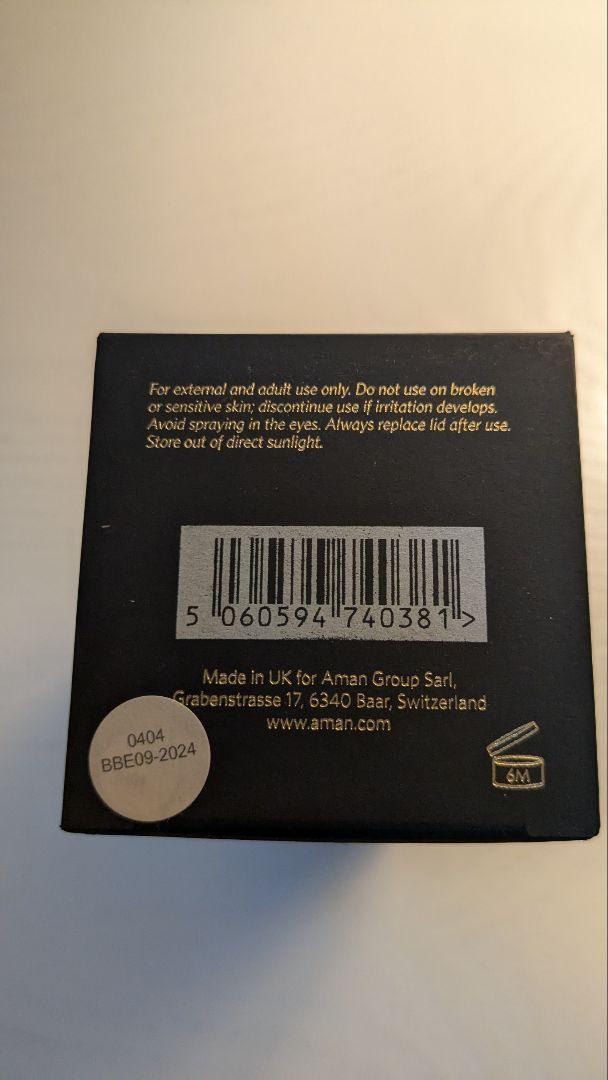 For external and adult use only. Do not use on broken
or sensitive skin; discontinue use if irritation develops.
Avoid spraying in the eyes. Always replace lid after use.
Store out of direct sunlight.
5 060594 740381 >
Made in UK for Aman Group Sarl,
Grabenstrasse 17, 6340 Baar, Switzerland
www.aman.com
0404
BBE09-2024
6M